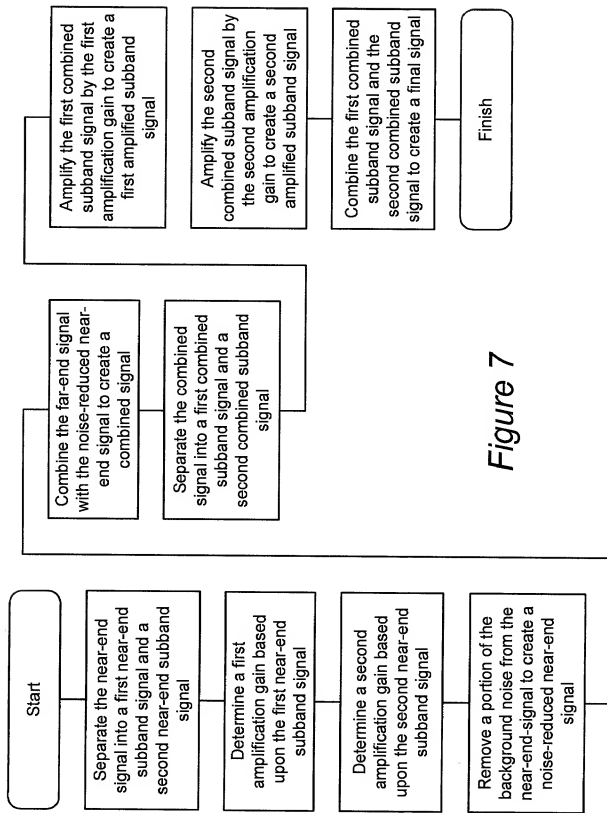 Start
Separate the near-end
signal into a first near-end
subband signal and a
second near-end subband
signal
Determine a first
amplification gain based
upon the first near-end
subband signal
Determine a second
amplification gain based
upon the second near-end
subband signal
Remove a portion of the
background noise from the
near-end-signal to create a
noise-reduced near-end
signal
Combine the far-end signal
with the noise-reduced near-
end signal to create a
combined signal
Separate the combined
signal into a first combined
subband signal and a
second combined subband
signal
Amplify the first combined
subband signal by the first
amplification gain to create a
first amplified subband
signal
Amplify the second
combined subband signal by
the second amplification
gain to create a second
amplified subband signal
Combine the first combined
subband signal and the
second combined subband
signal to create a final signal
Finish
Figure 7